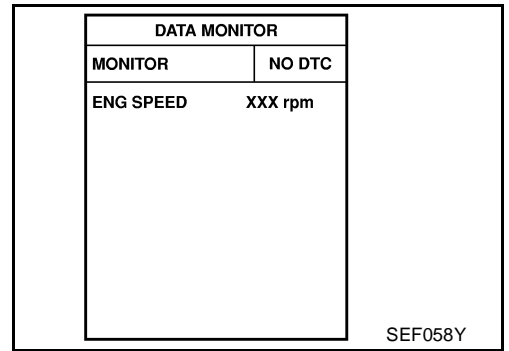 DATA MONITOR
MONITOR NO DTC
ENG SPEED XXX rpm
SEF058Y